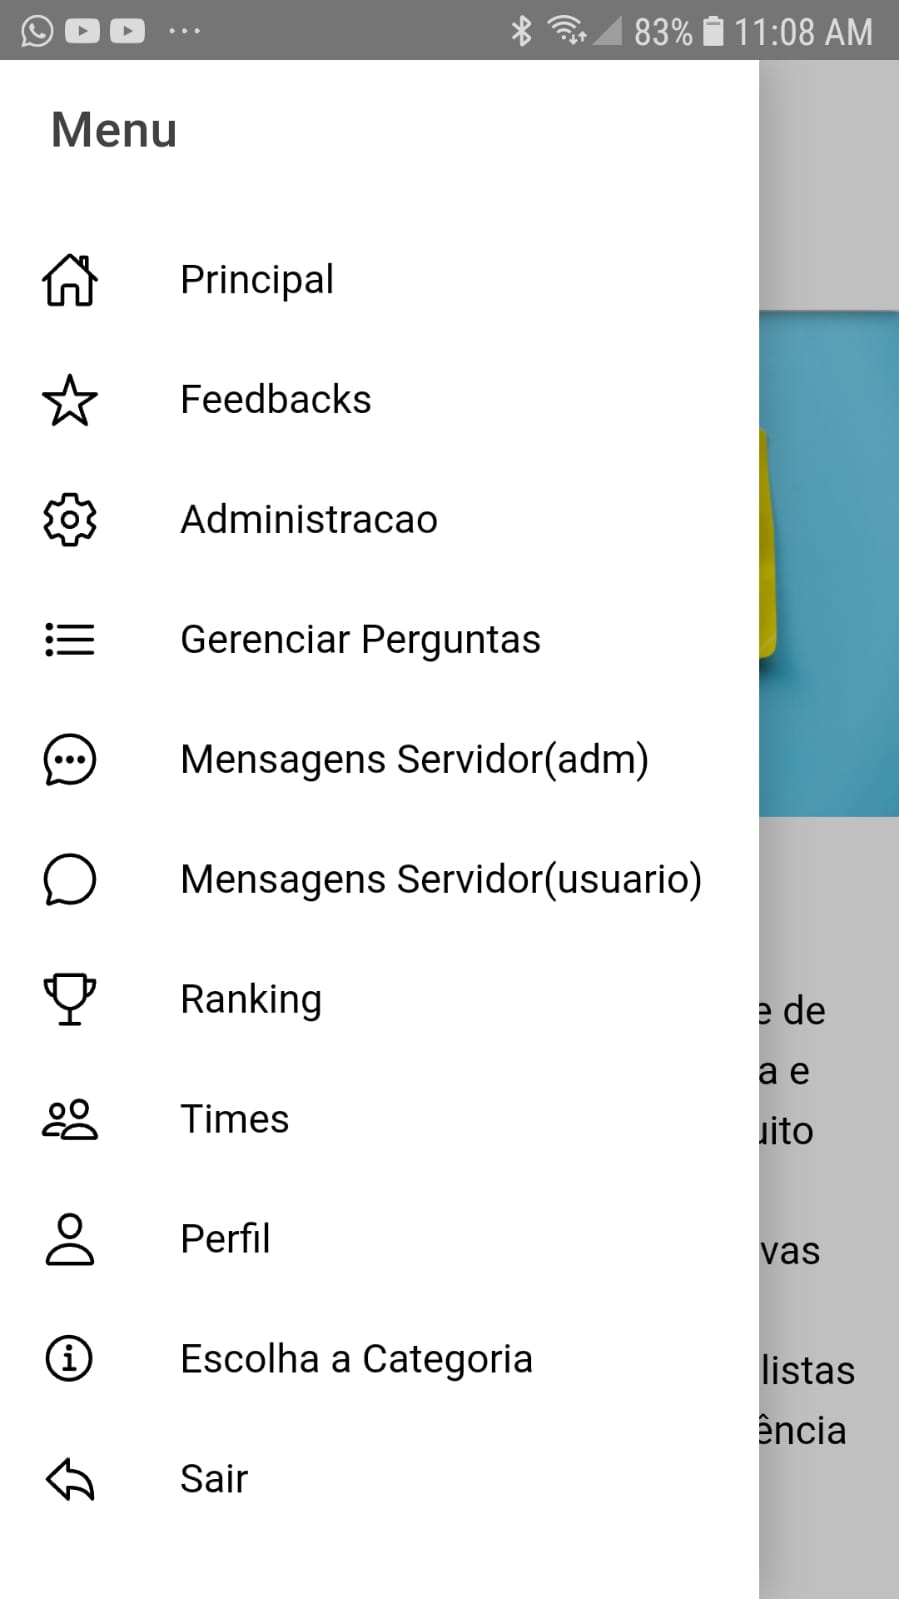 83% 11:08 AM
Menu
Principal
Feedbacks
Administracao
Gerenciar Perguntas
Mensagens Servidor(adm)
Mensagens Servidor(usuario)
Ranking
e de
a e
Times
vas
Perfil
Escolha a Categoria
listas
ência
Sair